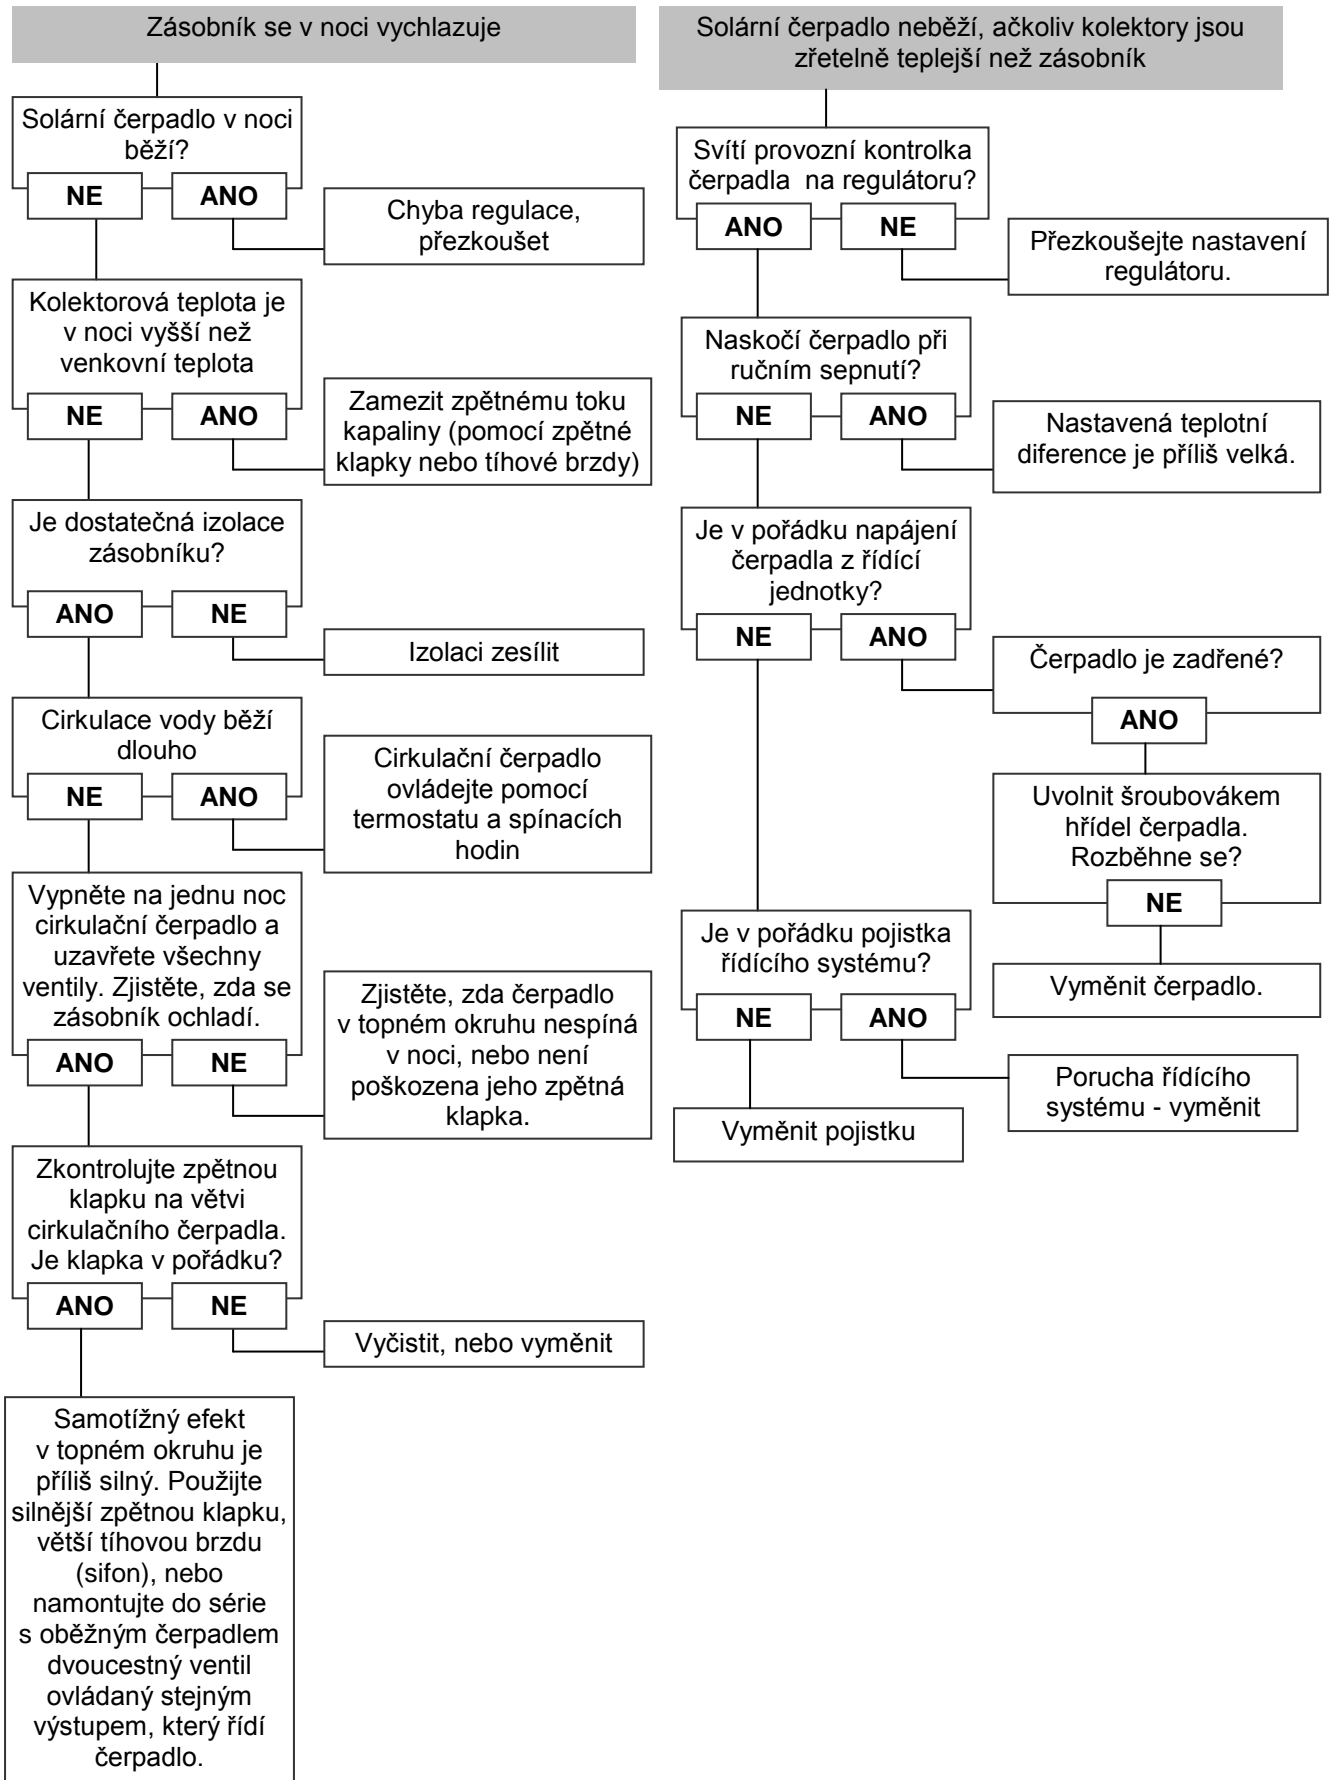 Zásobník se v noci vychlazuje
Solární čerpadlo v noci
běží?
NE
ANO
Chyba regulace,
přezkoušet
Kolektorová teplota je
v noci vyšší než
venkovní teplota
NE
ANO
Zamezit zpětnému toku
kapaliny (pomocí zpětné
klapky nebo tíhové brzdy)
Je dostatečná izolace
zásobníku?
ANO
NE
Izolaci zesílit
Cirkulace vody běží
dlouho
NE
ANO
Cirkulační čerpadlo
ovládejte pomocí
termostatu a spínacích
hodin
Vypněte na jednu noc
cirkulační čerpadlo a
uzavřete všechny
ventily. Zjistěte, zda se
zásobník ochladí.
ANO
NE
Zjistěte, zda čerpadlo
v topném okruhu nespíná
v noci, nebo není
poškozena jeho zpětná
klapka.
Zkontrolujte zpětnou
klapku na větvi
cirkulačního čerpadla.
Je klapka v pořádku?
ANO
NE
Vyčistit, nebo vyměnit
Samotížný efekt
v topném okruhu je
příliš silný. Použijte
silnější zpětnou klapku,
větší tíhovou brzdu
(sifon), nebo
namontujte do série
s oběžným čerpadlem
dvoucestný ventil
ovládaný stejným
výstupem, který řídí
čerpadlo.
Solární čerpadlo neběží, ačkoliv kolektory jsou
zřetelně teplejší než zásobník
Svítí provozní kontrolka
čerpadla na regulátoru?
ANO
NE
Přezkoušejte nastavení
regulátoru.
Naskočí čerpadlo při
ručním sepnutí?
NE
ANO
Nastavená teplotní
diference je příliš velká.
Je v pořádku napájení
čerpadla z řídící
jednotky?
NE
ANO
Čerpadlo je zadřené?
ANO
Uvolnit šroubovákem
hřídel čerpadla.
Rozběhne se?
NE
Vyměnit čerpadlo.
Je v pořádku pojistka
řídícího systému?
NE
ANO
Porucha řídícího
systému - vyměnit
Vyměnit pojistku